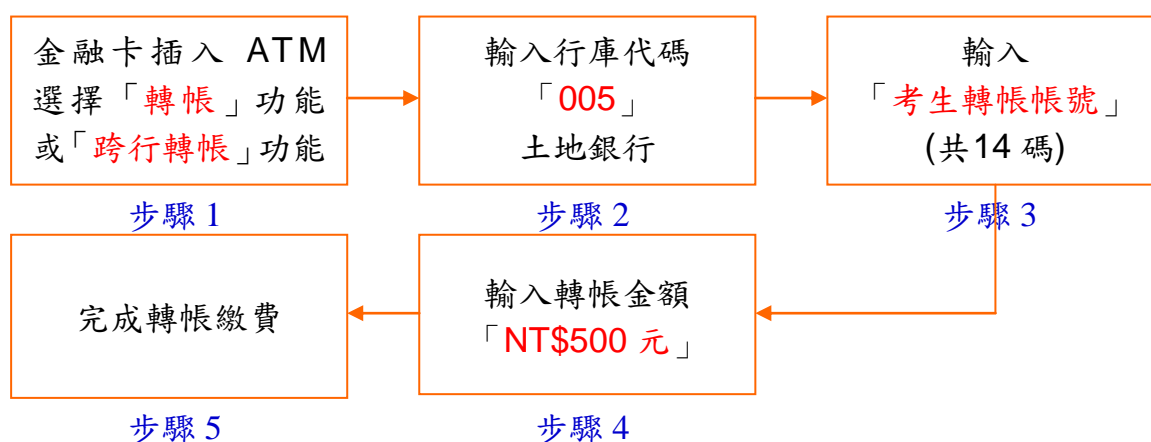 金融卡插入 ATM
選擇「轉帳」功能
或「跨行轉帳」功能
步驟 1
輸入行庫代碼
「005」
土地銀行
步驟 2
輸入
「考生轉帳帳號」
(共14 碼)
步驟 3
輸入轉帳金額
「NT$500 元」
步驟 4
完成轉帳繳費
步驟 5